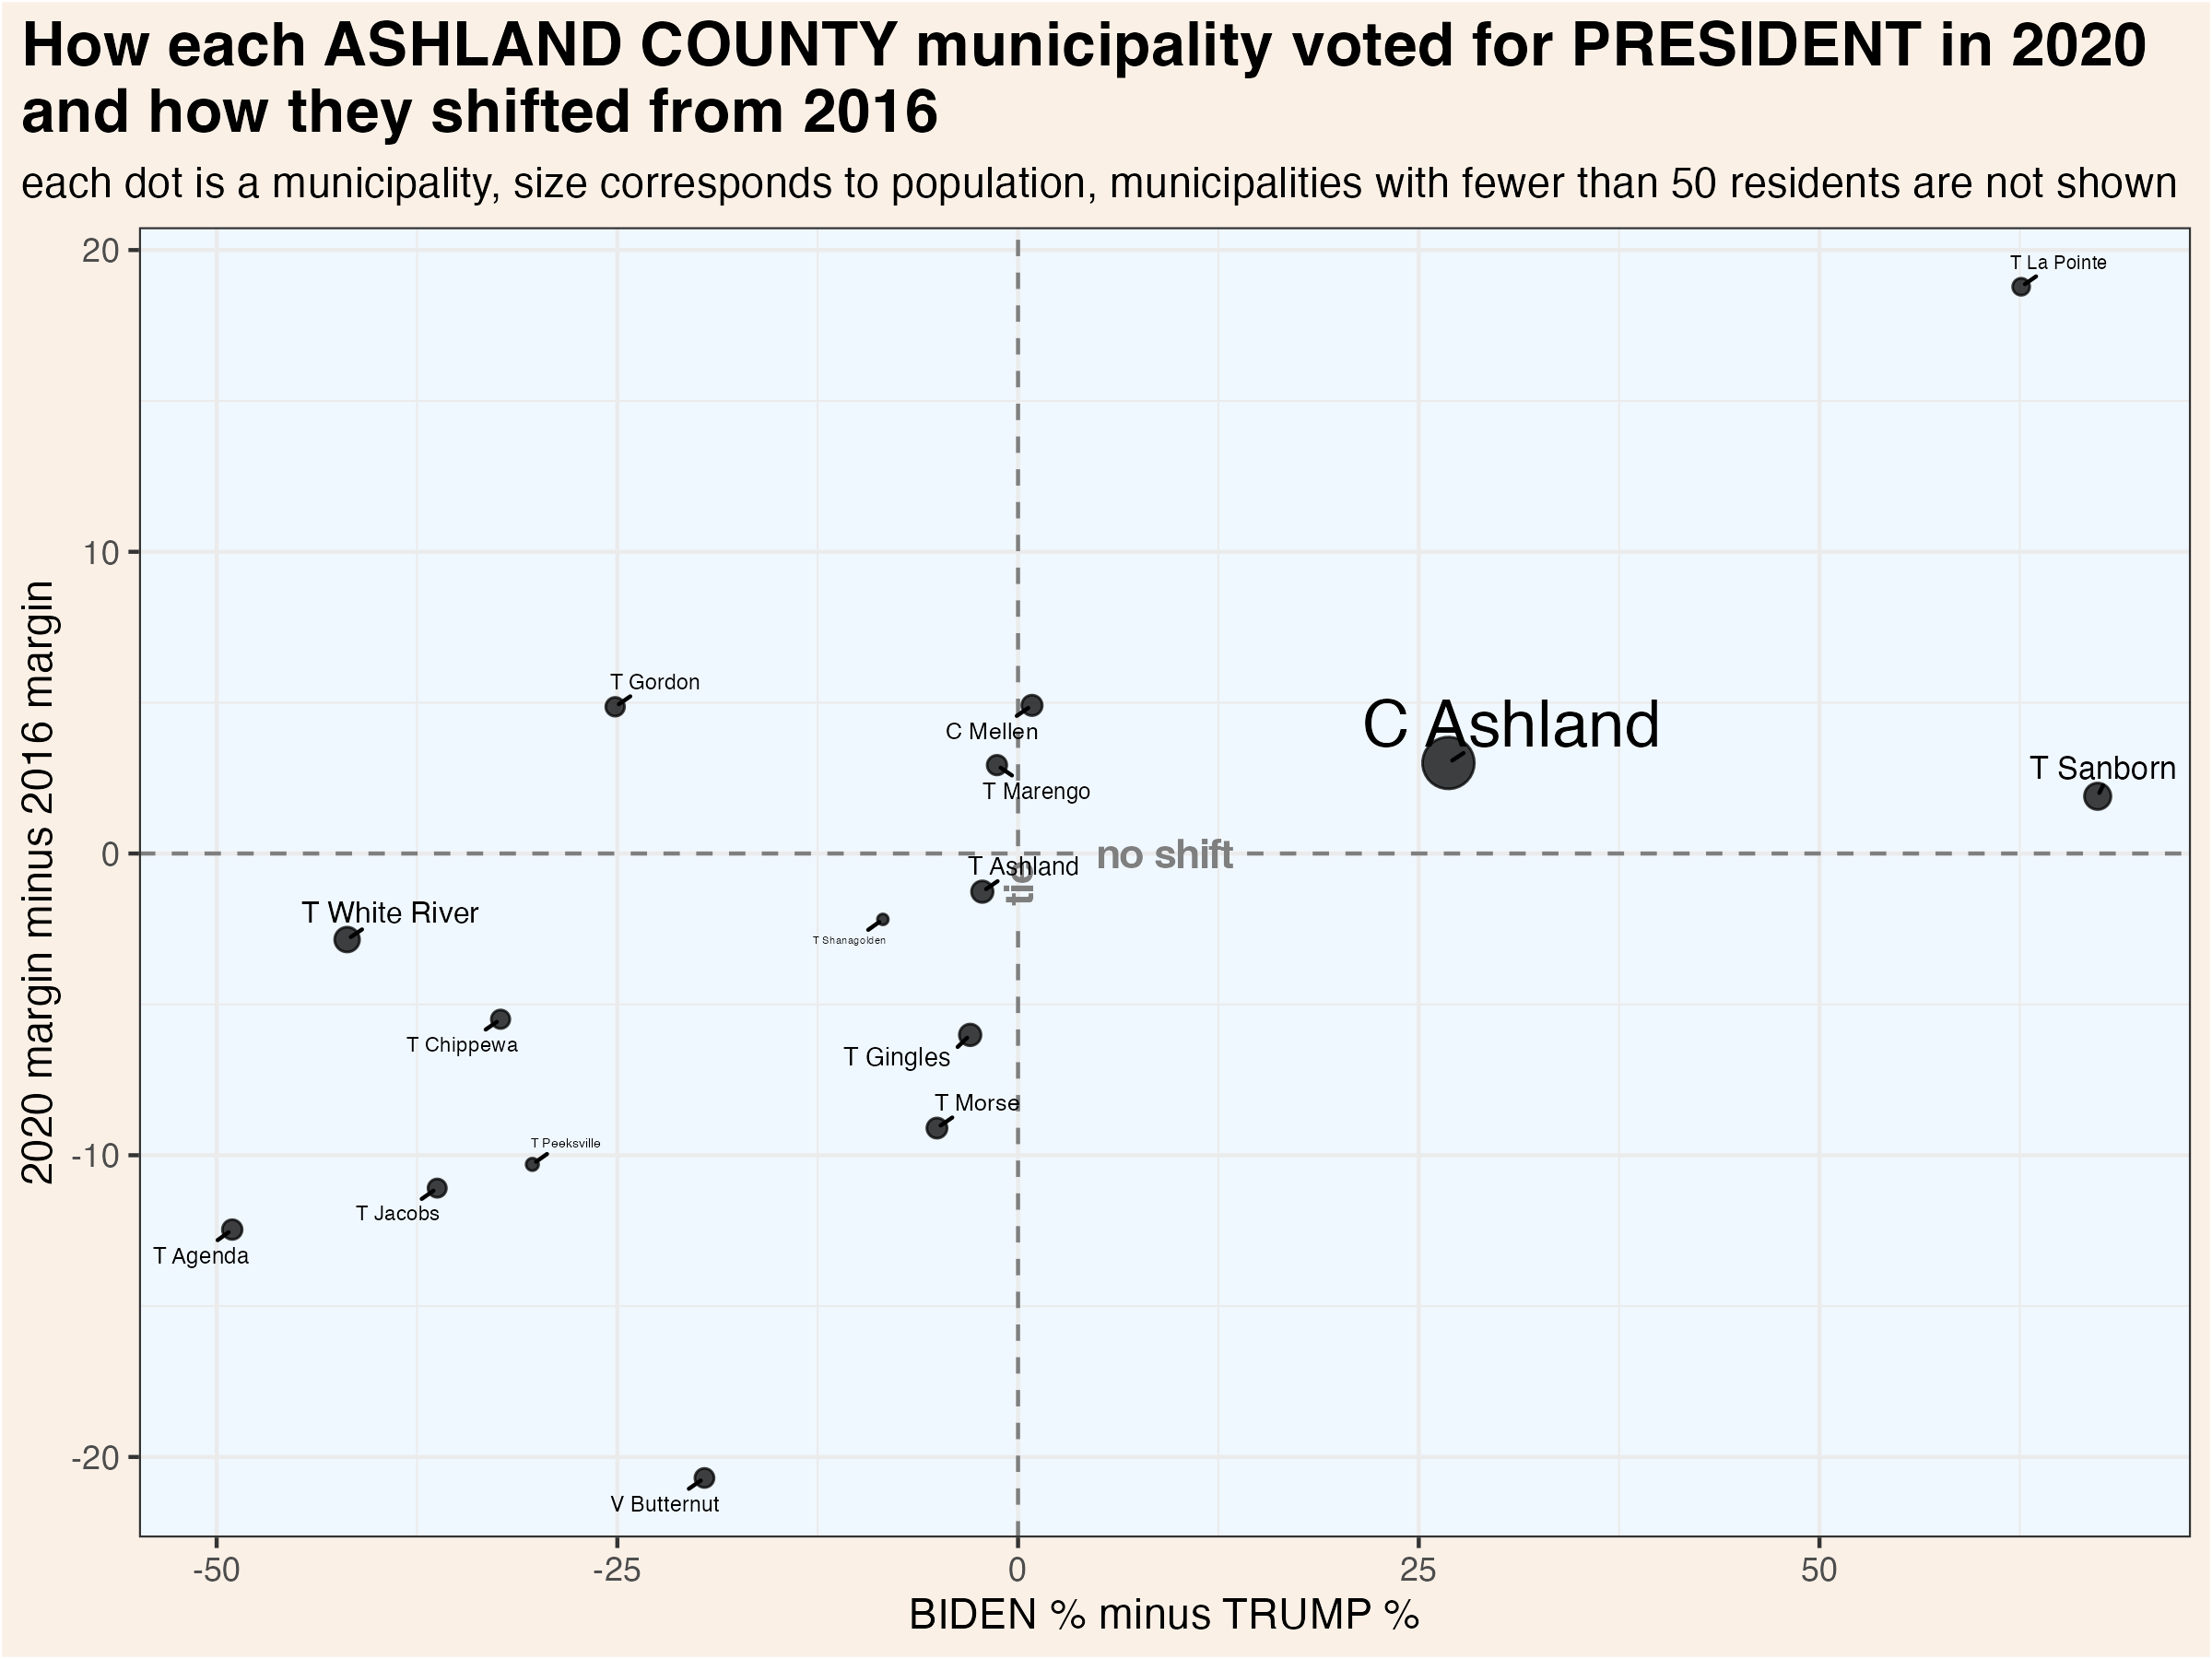 How each ASHLAND COUNTY municipality voted for PRESIDENT in 2020
and how they shifted from 2016
each dot is a municipality, size corresponds to population, municipalities with fewer than 50 residents are not shown
2020 margin minus 2016 margin
20
10
0
-10
-20
T La Pointe
T Gordon
C Mellen
C Ashland
T Sanborn
T Marengo
no shift
T Ashland
tie
T White River
T Shanagolden
T Chippewa
T Gingles
T Morse
T Peeksville
T Jacobs
T Agenda
V Butternut
-50
-25
0
25
50
BIDEN % minus TRUMP %